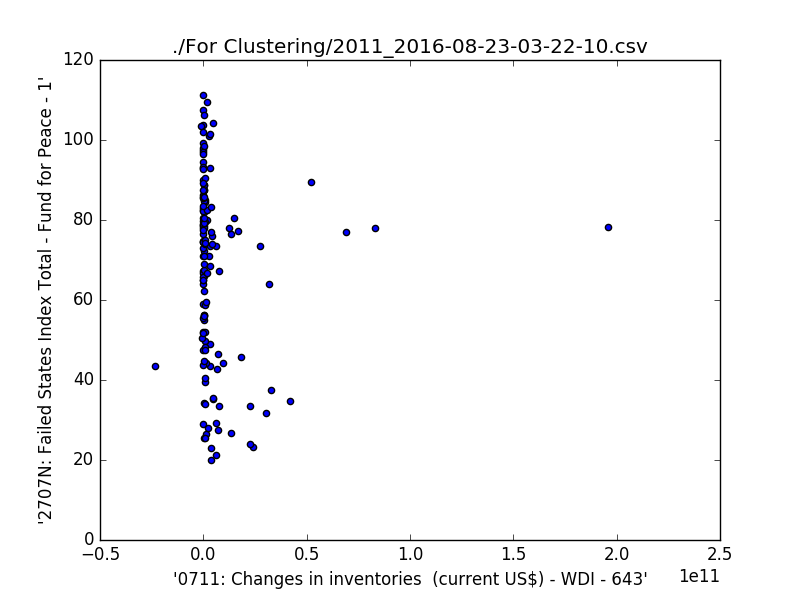 ./For Clustering/2011_2016-08-23-03-22-10.csv
'2707N: Failed States Index Total - Fund for Peace - 1'
120
100
80
60
40
20
0
−0.5 0.0 0.5 1.0 1.5 2.0 2.5
1e11
'0711: Changes in inventories  (current US$) - WDI - 643'